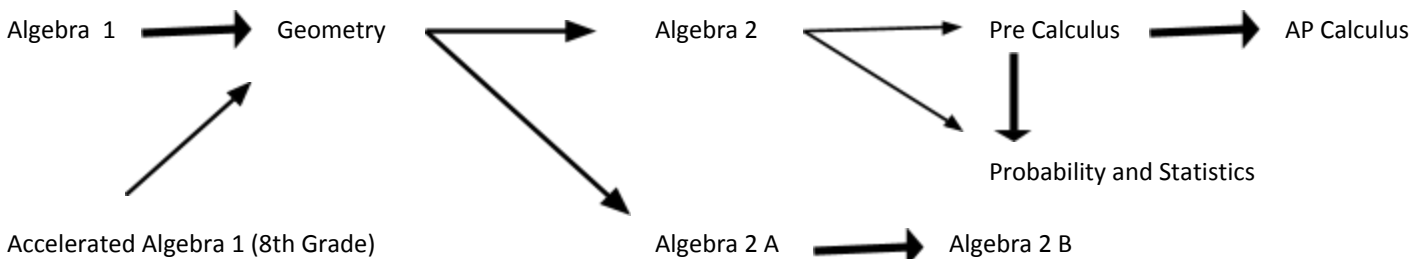 Algebra  1 Geometry Algebra 2 Pre Calculus AP Calculus
Probability and Statistics
Accelerated Algebra 1 (8th Grade) Algebra 2 A Algebra 2 B